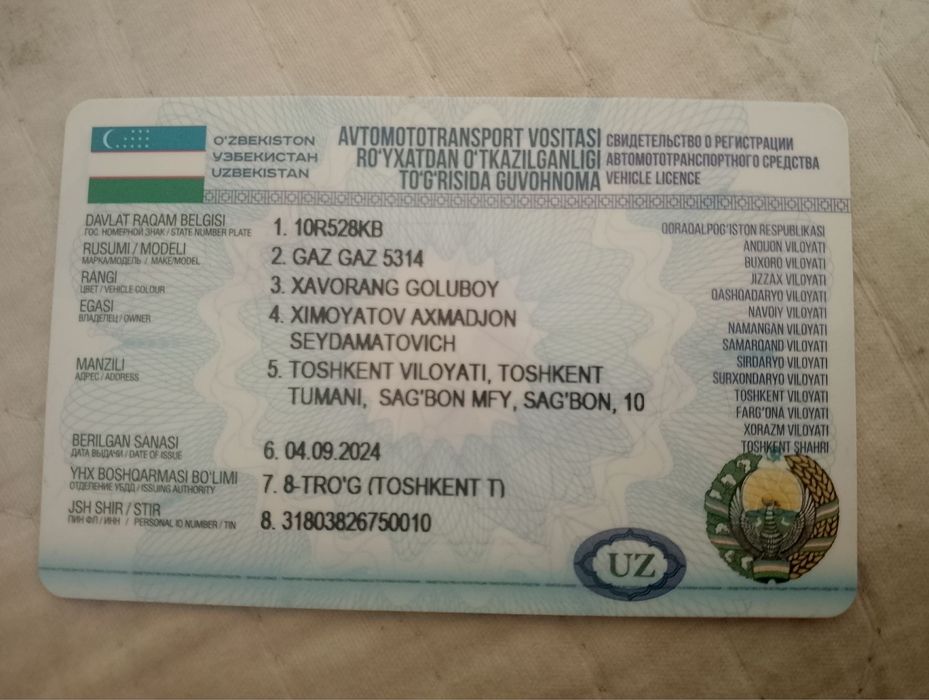 O'ZBEKISTON
УЗБЕКИСТАН
UZBEKISTAN
AVTOMOTOTRANSPORT VOSITASI
RO'YXATDAN O'TKAZILGANLIGI
TO'G'RISIDA GUVOHNOMA
СВИДЕТЕЛЬСТВО О РЕГИСТРАЦИИ
АВТОМОТОТРАНСПОРТНОГО СРЕДСТВА
VEHICLE LICENCE
DAVLAT RAQAM BELGISI
ГОС. НОМЕРНОЙ ЗНАК / STATE NUMBER PLATE
1. 10R528KB
RUSUMI / MODELI
МАРКА/МОДЕЛЬ / MAKE/MODEL
2. GAZ GAZ 5314
RANGI
ЦВЕТ / VEHICLE COLOUR
3. XAVORANG GOLUBOY
EGASI
ВЛАДЕЛЕЦ / OWNER
4. XIMOYATOV AXMADJON
SEYDAMATOVICH
MANZILI
АДРЕС / ADDRESS
5. TOSHKENT VILOYATI, TOSHKENT
TUMANI, SAG'BON MFY, SAG'BON, 10
BERILGAN SANASI
ДАТА ВЫДАЧИ / DATE OF ISSUE
6. 04.09.2024
YHX BOSHQARMASI BO'LIMI
ОТДЕЛЕНИЕ УБДД / ISSUING AUTHORITY
7. 8-TRO'G (TOSHKENT T)
JSH SHIR / STIR
ПИН ФЛ / ИНН / PERSONAL ID NUMBER / TIN
8. 31803826750010
QORAQALPOG'ISTON RESPUBLIKASI
ANDIJON VILOYATI
BUXORO VILOYATI
JIZZAX VILOYATI
QASHQADARYO VILOYATI
NAVOIY VILOYATI
NAMANGAN VILOYATI
SAMARQAND VILOYATI
SIRDARYO VILOYATI
SURXONDARYO VILOYATI
TOSHKENT VILOYATI
FARG'ONA VILOYATI
XORAZM VILOYATI
TOSHKENT SHAHRI
UZ